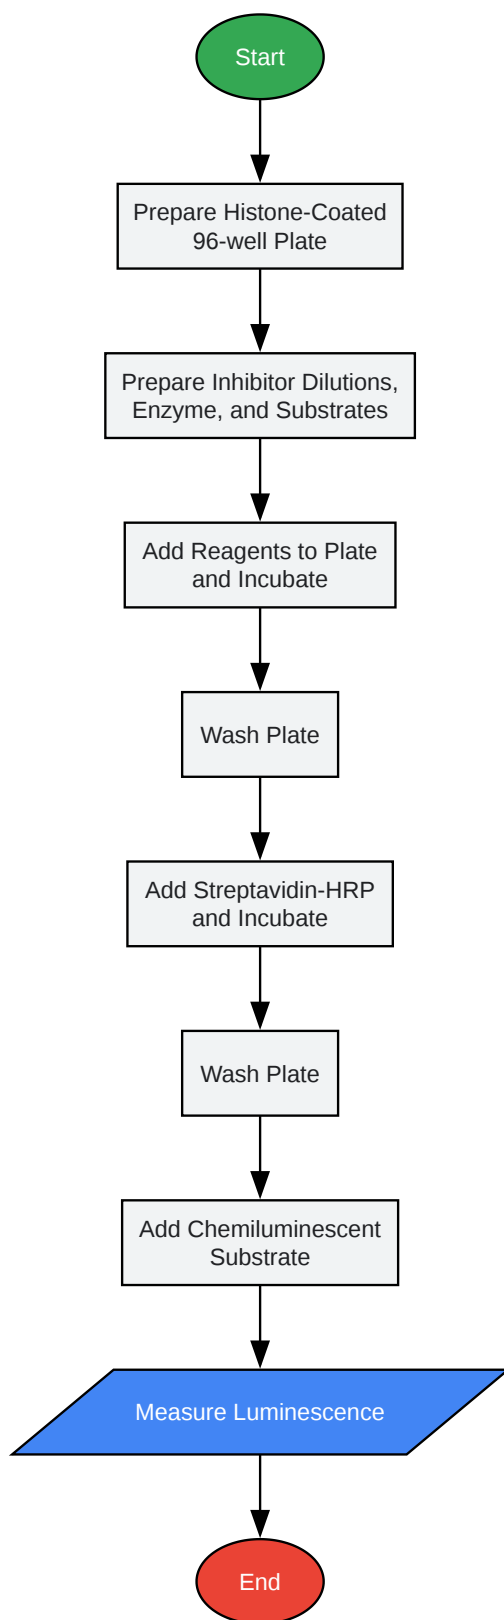 Start
Prepare Histone-Coated
96-well Plate
Prepare Inhibitor Dilutions,
Enzyme, and Substrates
Add Reagents to Plate
and Incubate
Wash Plate
Add Streptavidin-HRP
and Incubate
Wash Plate
Add Chemiluminescent
Substrate
Measure Luminescence
End